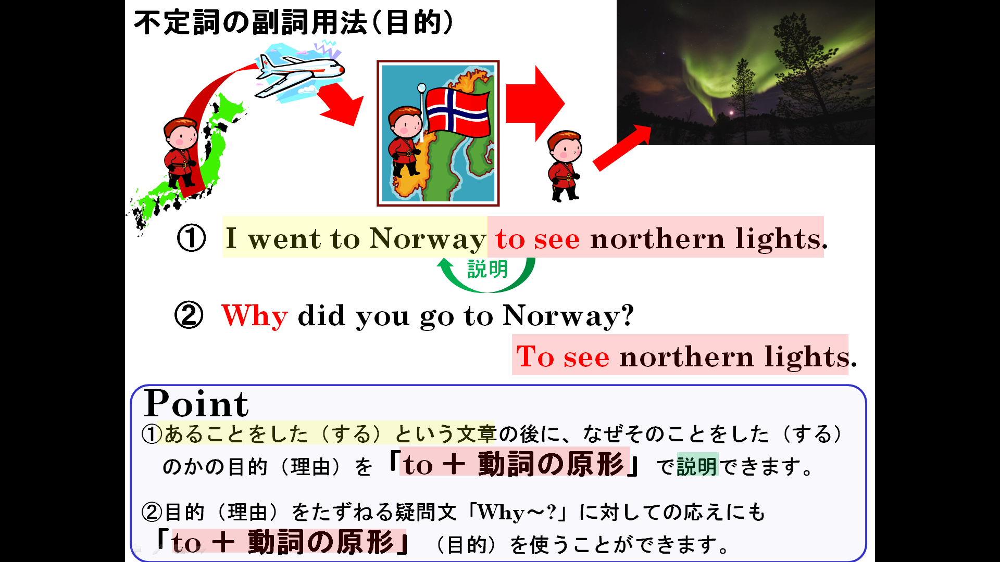 不定詞の副詞用法(目的)
① I went to Norway to see northern lights.
説明
② Why did you go to Norway?
To see northern lights.
Point
①あることをした（する）という文章の後に、なぜそのことをした（する）
のかの目的（理由）を「to ＋ 動詞の原形」で説明できます。
②目的（理由）をたずねる疑問文「Why～?」に対しての応えにも
「to ＋ 動詞の原形」（目的）を使うことができます。